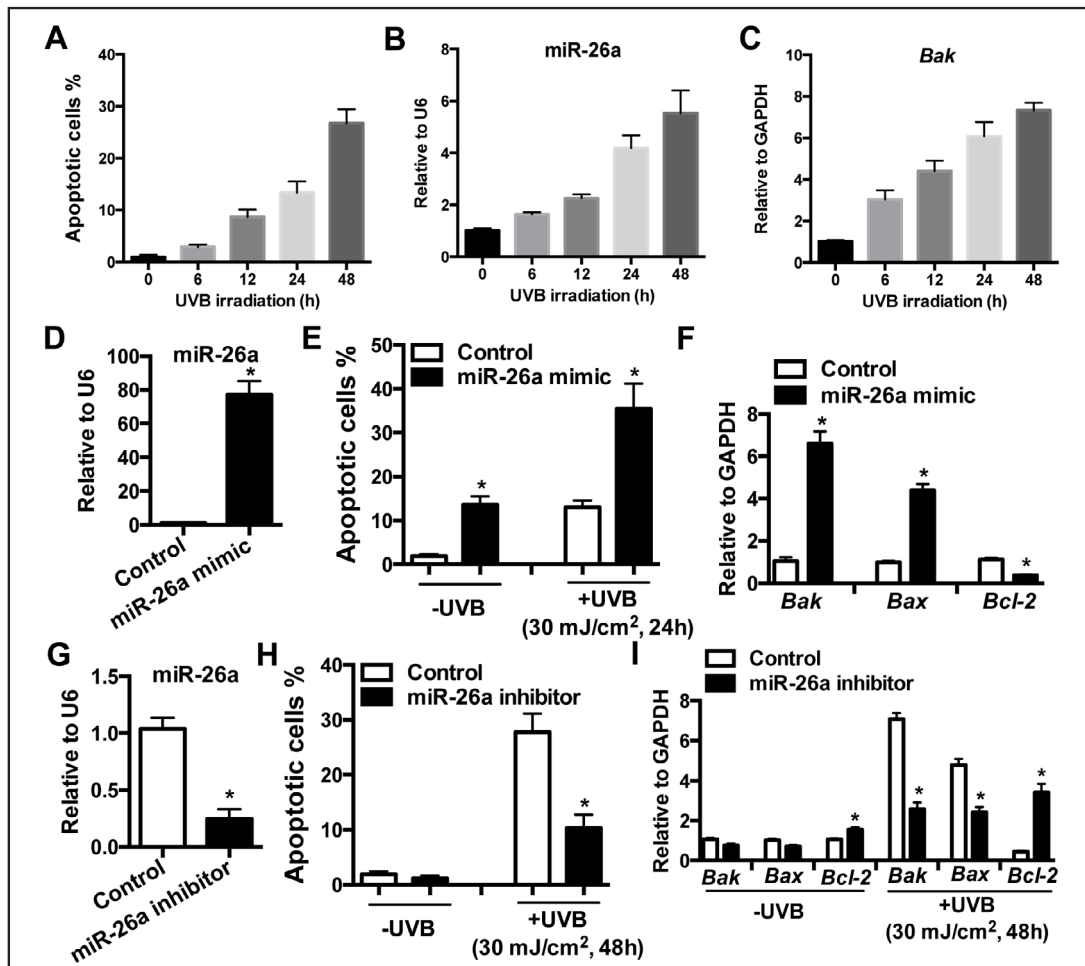 A
Apoptotic cells %
40
30
20
10
0
0 6 12 24 48
UVB irradiation (h)
B
miR-26a
Relative to U6
8
6
4
2
0
0 6 12 24 48
UVB irradiation (h)
C
Bak
Relative to GAPDH
10
8
6
4
2
0
0 6 12 24 48
UVB irradiation (h)
D
miR-26a
Relative to U6
100
80
60
40
20
0
*
Control
miR-26a mimic
E
Apoptotic cells %
50
40
30
20
10
0
Control
miR-26a mimic
* *
-UVB +UVB
(30 mJ/cm², 24h)
F
Control
miR-26a mimic
Relative to GAPDH
8
6
4
2
0
* * *
Bak Bax Bcl-2
G
miR-26a
Relative to U6
1.5
1.0
0.5
0.0
*
Control
miR-26a inhibitor
H
Apoptotic cells %
40
30
20
10
0
Control
miR-26a inhibitor
*
-UVB +UVB
(30 mJ/cm², 48h)
I
Control
miR-26a inhibitor
Relative to GAPDH
8
6
4
2
0
* * * *
Bak Bax Bcl-2 Bak Bax Bcl-2
-UVB +UVB
(30 mJ/cm², 48h)